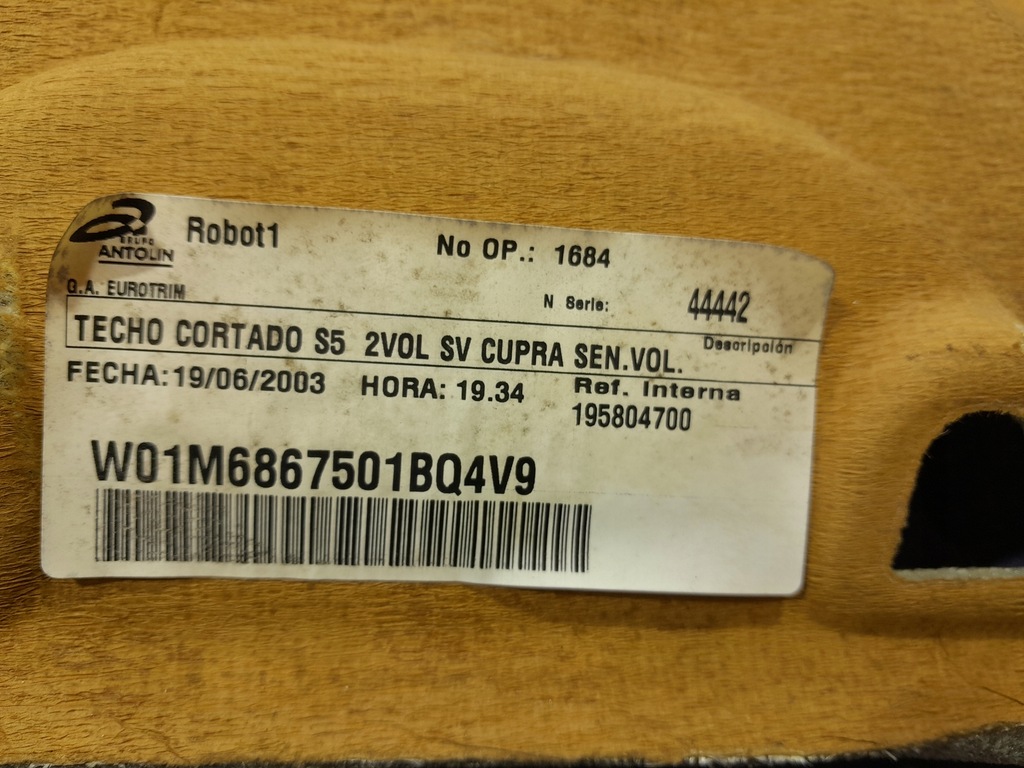 GRUPO
ANTOLIN
Robot1
No OP.: 1684
G.A. EUROTRIM
N Serie: 44442
TECHO CORTADO S5 2VOL SV CUPRA SEN.VOL.
Descripción
FECHA:19/06/2003 HORA: 19.34
Ref. Interna
195804700
W01M6867501BQ4V9